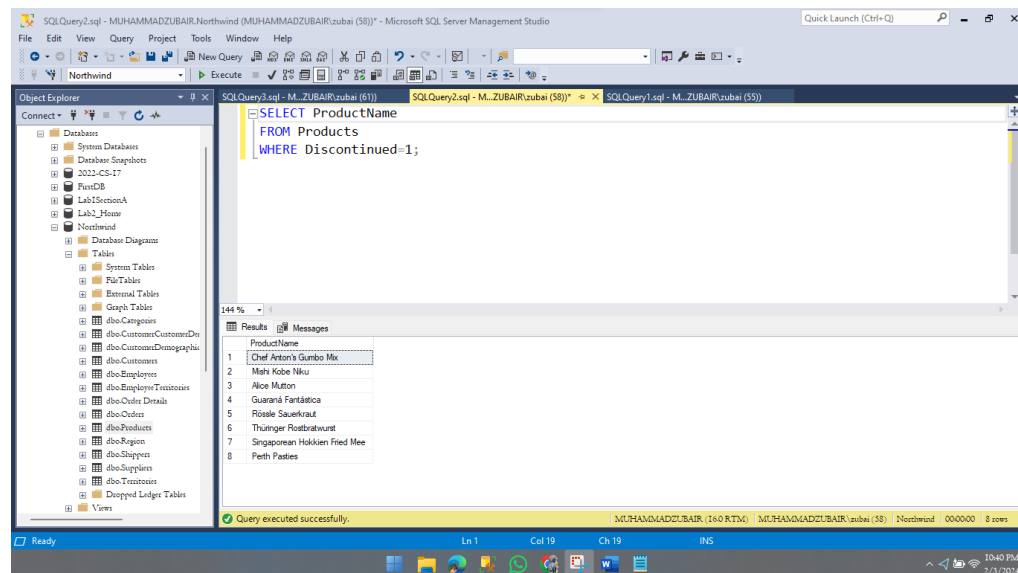 SQLQuery2.sql - MUHAMMADZUBAIR.Northwind (MUHAMMADZUBAIR\zubai (58))* - Microsoft SQL Server Management Studio
Quick Launch (Ctrl+Q)
File Edit View Query Project Tools Window Help
New Query
Northwind
Execute
Object Explorer
SQLQuery3.sql - M...ZUBAIR\zubai (61))
SQLQuery2.sql - M...ZUBAIR\zubai (58))*
SQLQuery1.sql - M...ZUBAIR\zubai (55))
Connect
Databases
System Databases
Database Snapshots
2022-CS-17
FirstDB
Lab1SectionA
Lab2_Home
Northwind
Database Diagrams
Tables
System Tables
FileTables
External Tables
Graph Tables
dbo.Categories
dbo.CustomerCustomerDe
dbo.CustomerDemographic
dbo.Customers
dbo.Employees
dbo.EmployeeTerritories
dbo.Order Details
dbo.Orders
dbo.Products
dbo.Region
dbo.Shippers
dbo.Suppliers
dbo.Territories
Dropped Ledger Tables
Views
SELECT ProductName
FROM Products
WHERE Discontinued=1;
144 %
Results Messages
ProductName
1 Chef Anton's Gumbo Mix
2 Mishi Kobe Niku
3 Alice Mutton
4 Guaraná Fantástica
5 Rössle Sauerkraut
6 Thüringer Rostbratwurst
7 Singaporean Hokkien Fried Mee
8 Perth Pasties
Query executed successfully.
MUHAMMADZUBAIR (16.0 RTM) MUHAMMADZUBAIR\zubai (58) Northwind 00:00:00 8 rows
Ready Ln 1 Col 19 Ch 19 INS
10:40 PM